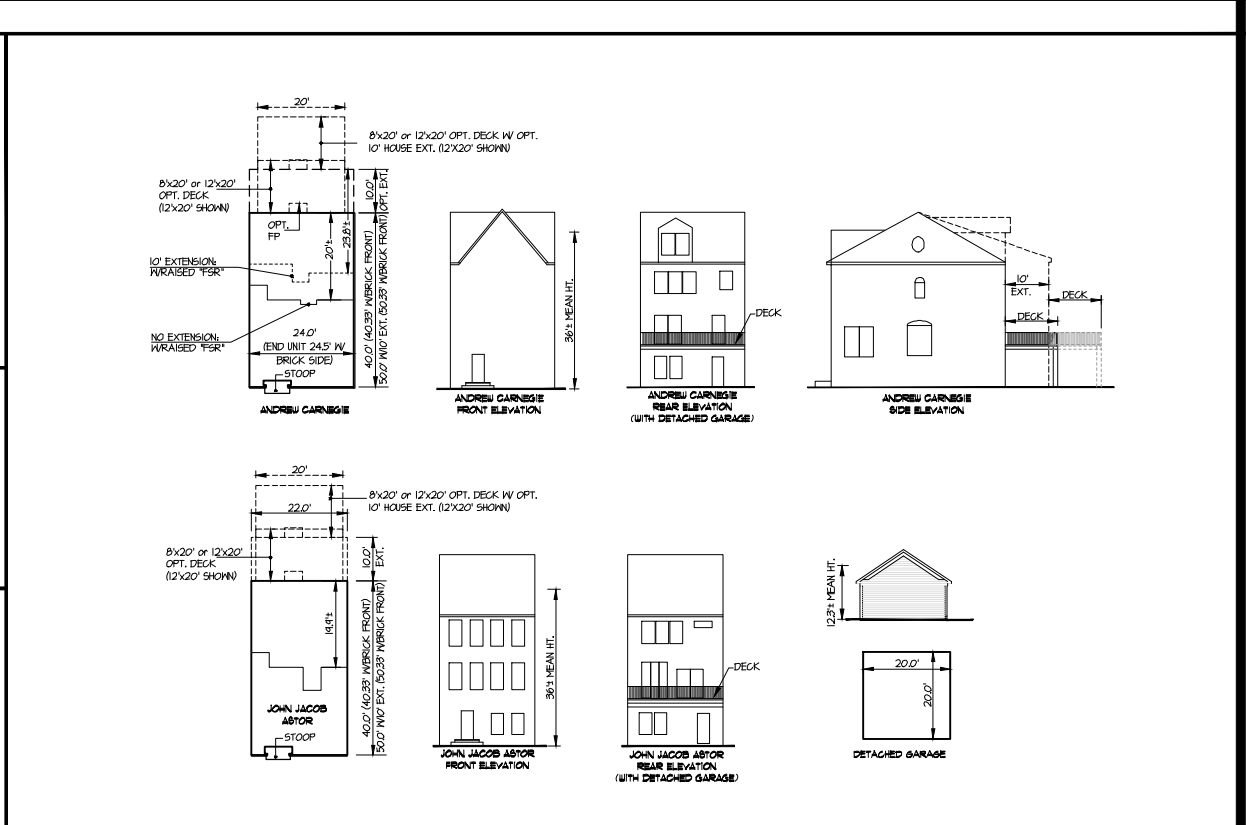 20'
8'x20' or 12'x20' OPT. DECK W/ OPT.
10' HOUSE EXT. (12'X20' SHOWN)
8'x20' or 12'x20'
OPT. DECK
(12'x20' SHOWN)
OPT.
FP
10.0'
OPT. EXT.
23.8'±
20'±
10' EXTENSION:
W/RAISED "FSR"
NO EXTENSION:
W/RAISED "FSR"
24.0'
(END UNIT 24.5' W/
BRICK SIDE)
STOOP
40.0' (40.33' W/BRICK FRONT)
50.0' W/10' EXT. (50.33' W/BRICK FRONT)
ANDREW CARNEGIE
36'± MEAN HT.
ANDREW CARNEGIE
FRONT ELEVATION
DECK
ANDREW CARNEGIE
REAR ELEVATION
(WITH DETACHED GARAGE)
10'
EXT.
DECK
DECK
ANDREW CARNEGIE
SIDE ELEVATION
20'
8'x20' or 12'x20' OPT. DECK W/ OPT.
10' HOUSE EXT. (12'X20' SHOWN)
22.0'
8'x20' or 12'x20'
OPT. DECK
(12'x20' SHOWN)
10.0'
EXT.
19.9'±
40.0' (40.33' W/BRICK FRONT)
50.0' W/10' EXT. (50.33' W/BRICK FRONT)
JOHN JACOB
ASTOR
STOOP
36'± MEAN HT.
JOHN JACOB ASTOR
FRONT ELEVATION
DECK
JOHN JACOB ASTOR
REAR ELEVATION
(WITH DETACHED GARAGE)
12.3'± MEAN HT.
20.0'
20.0'
DETACHED GARAGE